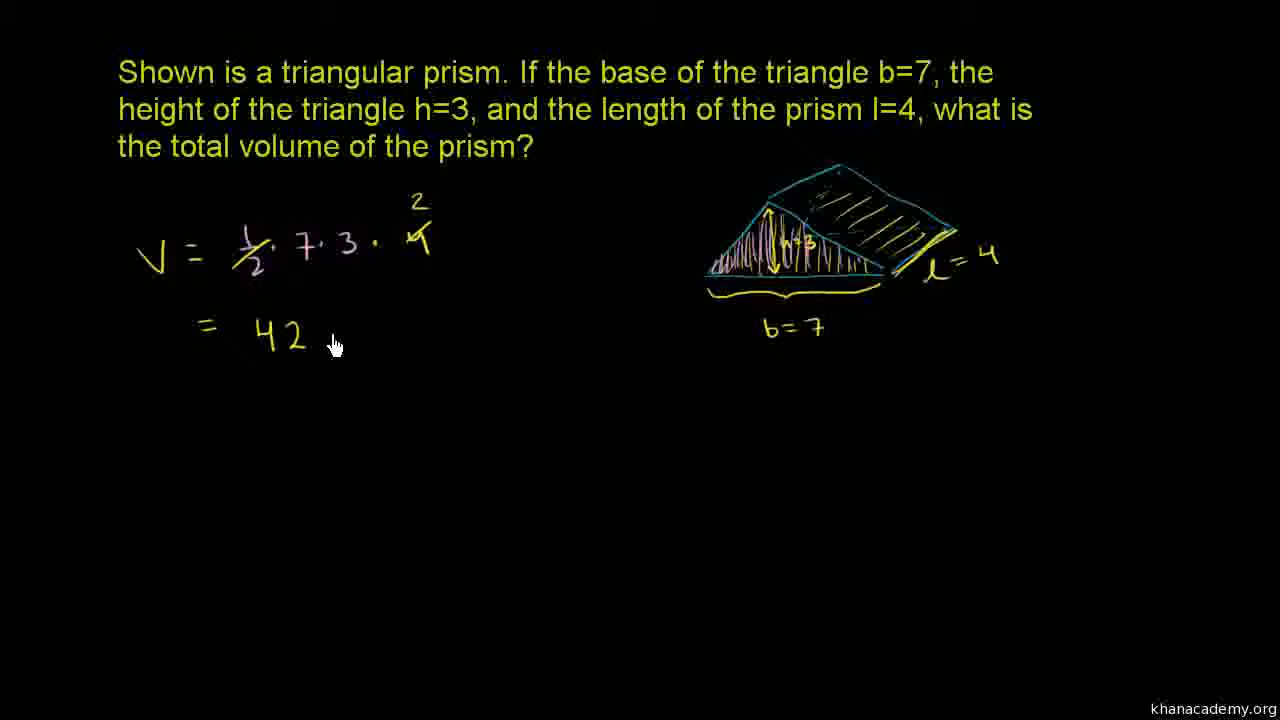 Shown is a triangular prism. If the base of the triangle b=7, the
height of the triangle h=3, and the length of the prism l=4, what is
the total volume of the prism?
2
V = 1/2 · 7 · 3 · 4
h=3
l = 4
= 42
b = 7
khanacademy.org